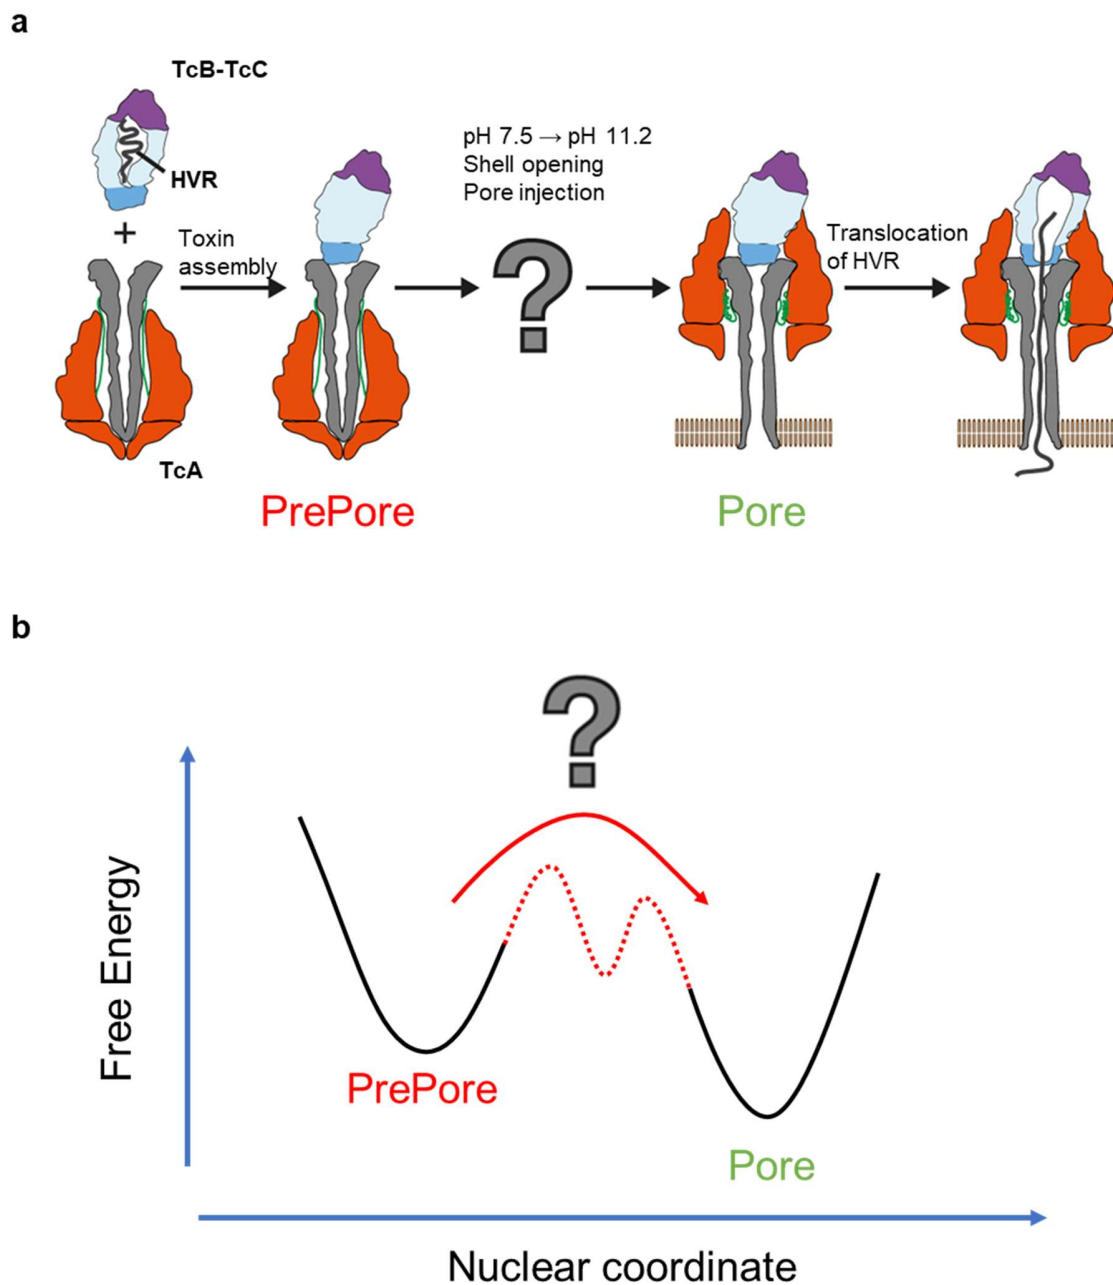 a
TcB-TcC
HVR
+
Toxin
assembly
TcA
PrePore
pH 7.5 → pH 11.2
Shell opening
Pore injection
?
Pore
Translocation
of HVR
b
?
Free Energy
PrePore
Pore
Nuclear coordinate